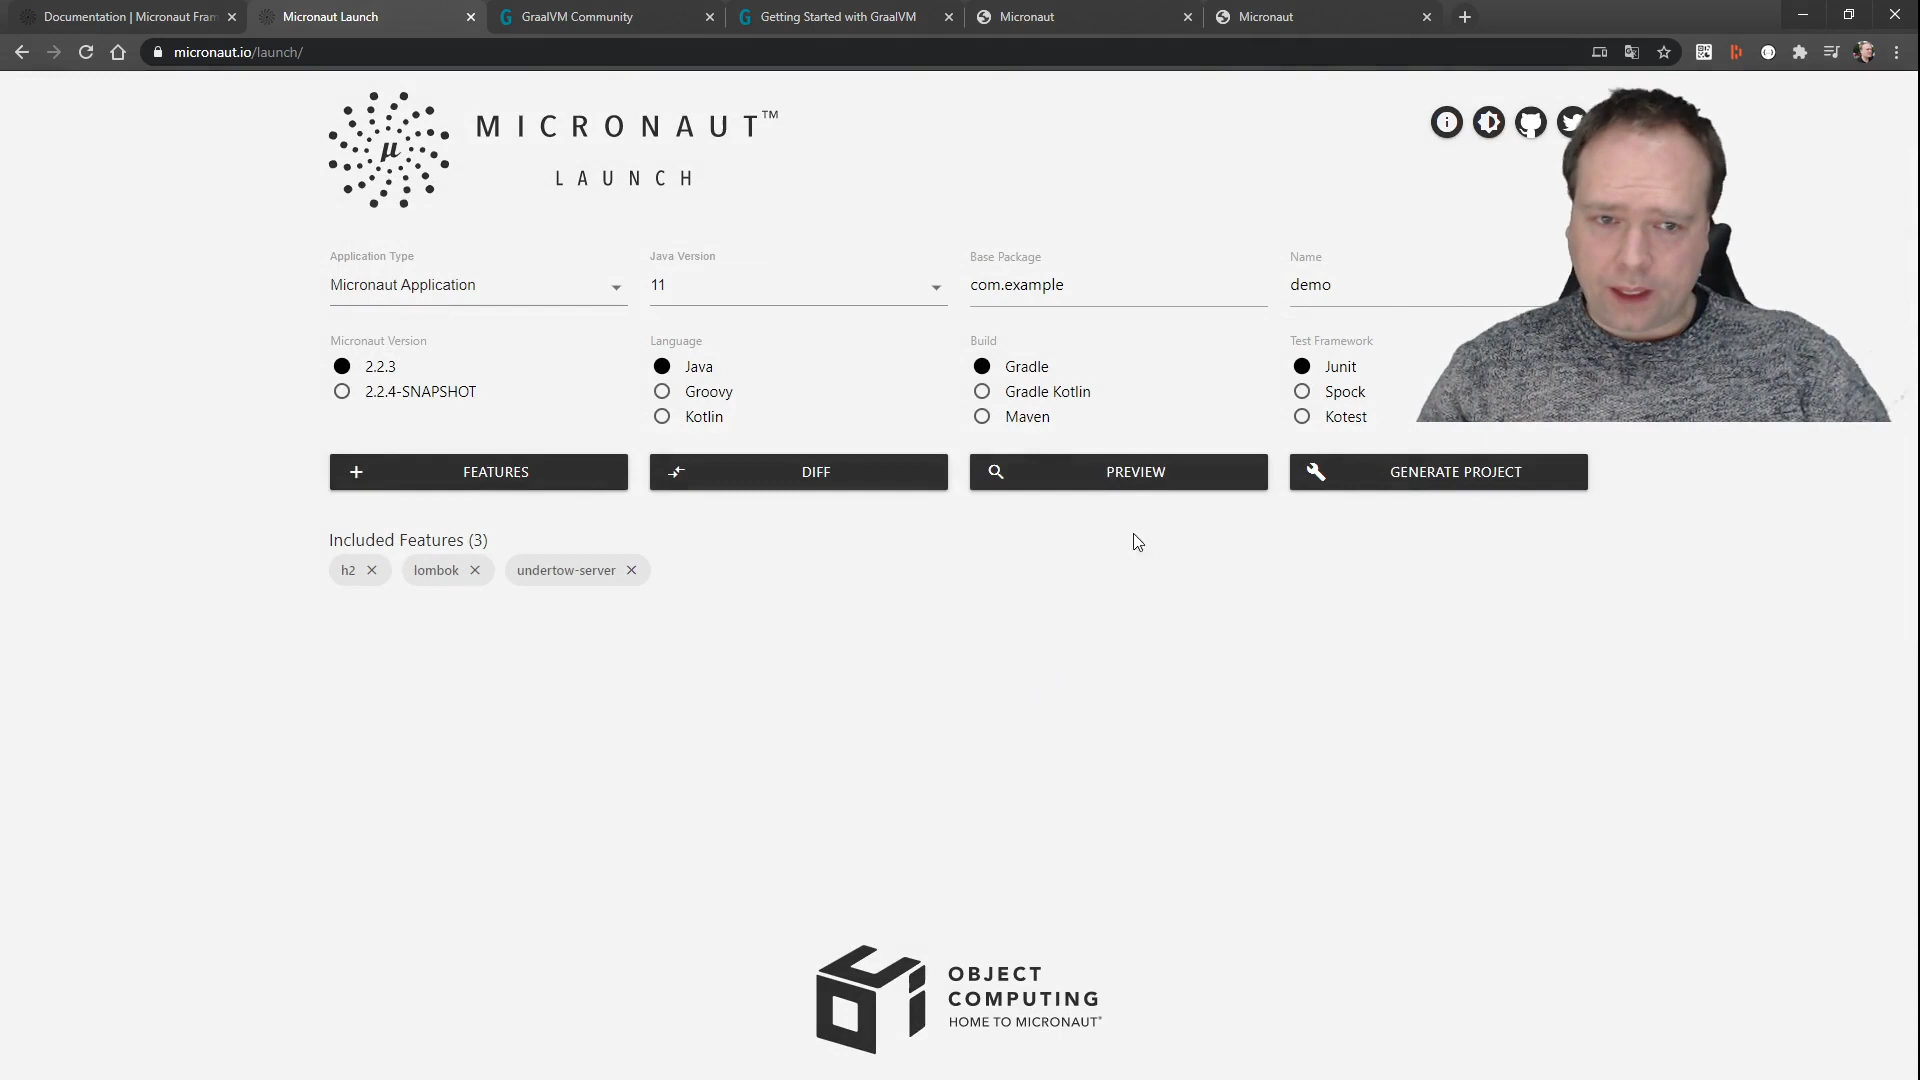 Documentation | Micronaut Fram
Micronaut Launch
GraalVM Community
Getting Started with GraalVM
Micronaut
Micronaut
micronaut.io/launch/
µ
MICRONAUT™
LAUNCH
Application Type
Java Version
Base Package
Name
Micronaut Application
11
com.example
demo
Micronaut Version
Language
Build
Test Framework
2.2.3
Java
Gradle
Junit
2.2.4-SNAPSHOT
Groovy
Gradle Kotlin
Spock
Kotlin
Maven
Kotest
FEATURES
DIFF
PREVIEW
GENERATE PROJECT
Included Features (3)
h2
lombok
undertow-server
OBJECT
COMPUTING
HOME TO MICRONAUT®